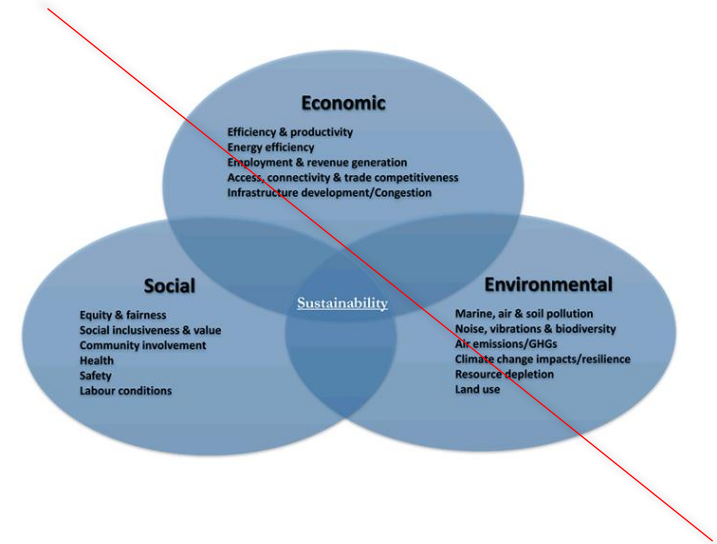 Economic
Efficiency & productivity
Energy efficiency
Employment & revenue generation
Access, connectivity & trade competitiveness
Infrastructure development/Congestion
Social
Equity & fairness
Social inclusiveness & value
Community involvement
Health
Safety
Labour conditions
Sustainability
Environmental
Marine, air & soil pollution
Noise, vibrations & biodiversity
Air emissions/GHGs
Climate change impacts/resilience
Resource depletion
Land use